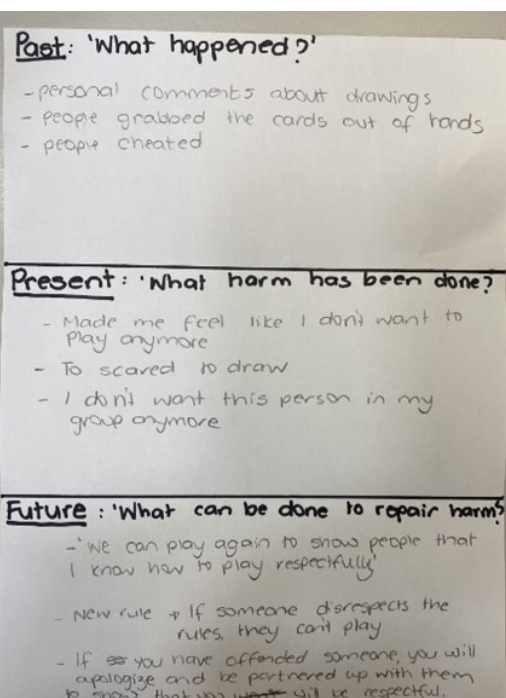 Past: 'What happened?'
- personal comments about drawings
- People grabbed the cards out of hands
- people cheated
Present: 'What harm has been done?
- Made me feel like I don't want to
play anymore
- To scared to draw
- I don't want this person in my
group anymore
Future: 'What can be done to repair harm?
- 'We can play again to show people that
I know how to play respectfully'
- New rule → If someone disrespects the
rules, they can't play
- If you have offended someone, you will
apologize and be partnered up with them
to show that you will be respectful.